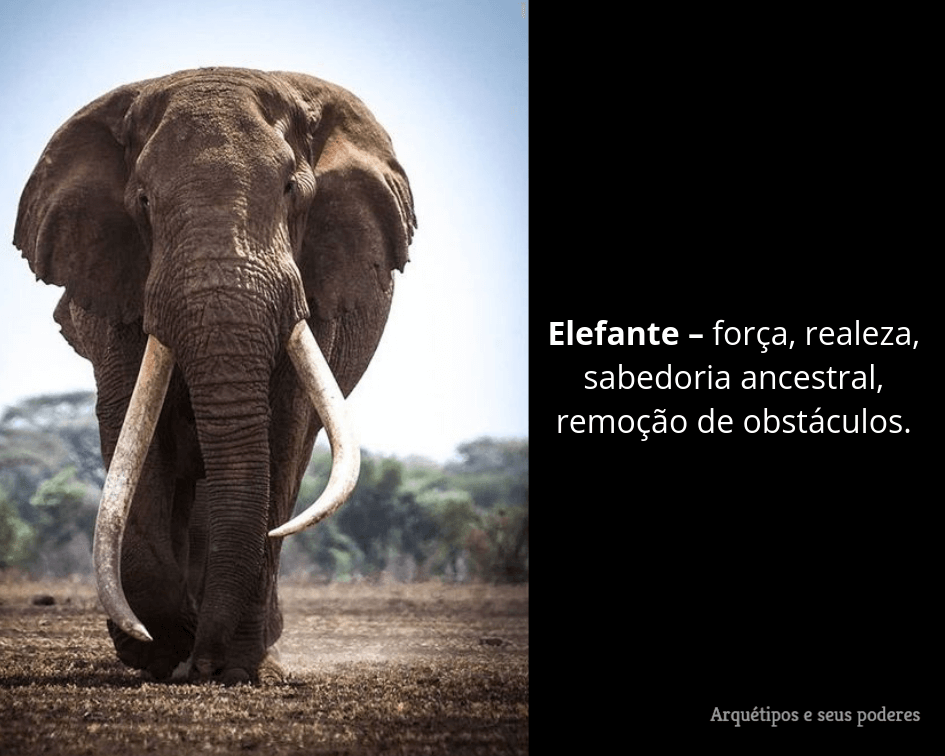 Elefante – força, realeza,
sabedoria ancestral,
remoção de obstáculos.
Arquétipos e seus poderes